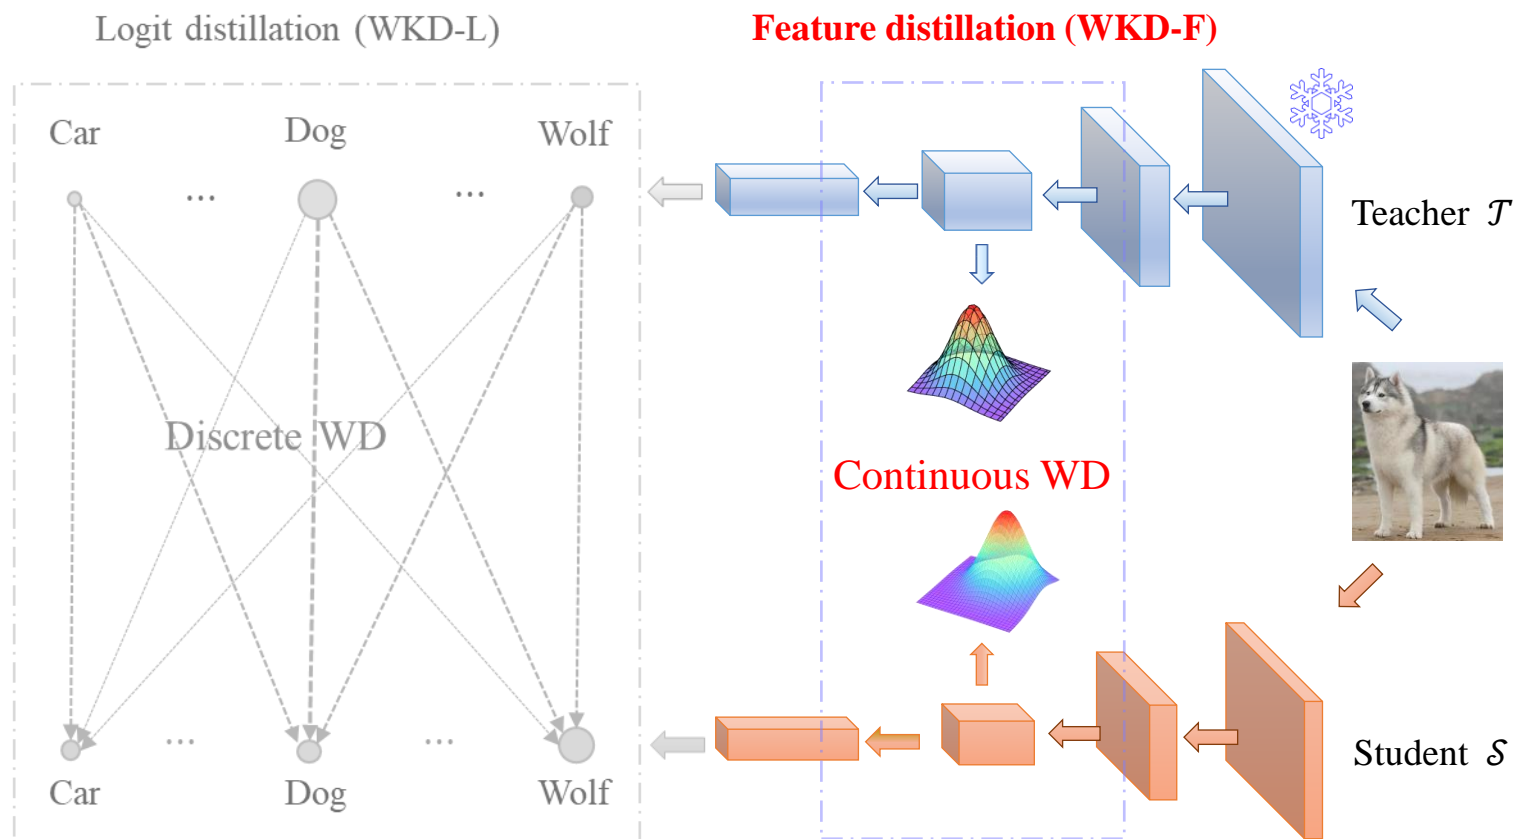 Logit distillation (WKD-L)
Feature distillation (WKD-F)
Car
Dog
Wolf
...
...
Teacher 𝒯
Discrete WD
Continuous WD
...
...
Car
Dog
Wolf
Student 𝒮